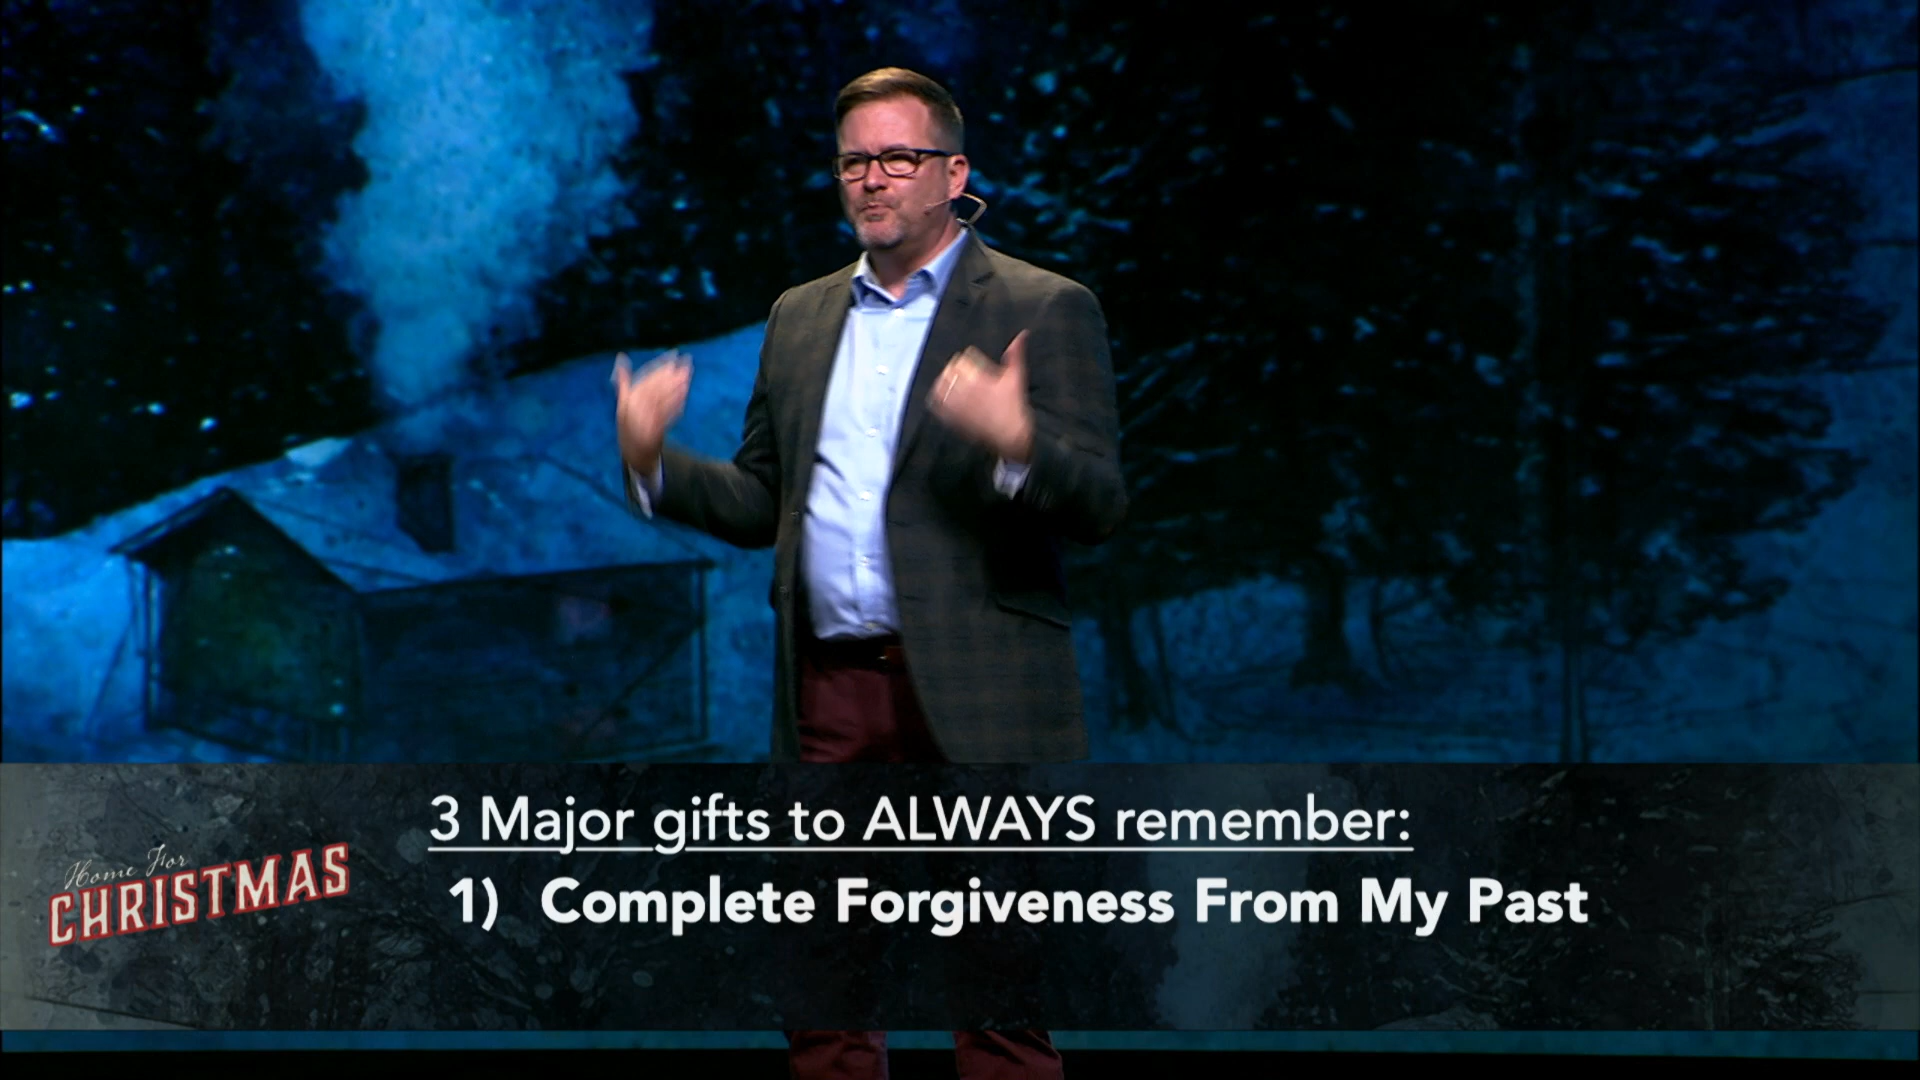 3 Major gifts to ALWAYS remember:
1) Complete Forgiveness From My Past
Home For
CHRISTMAS